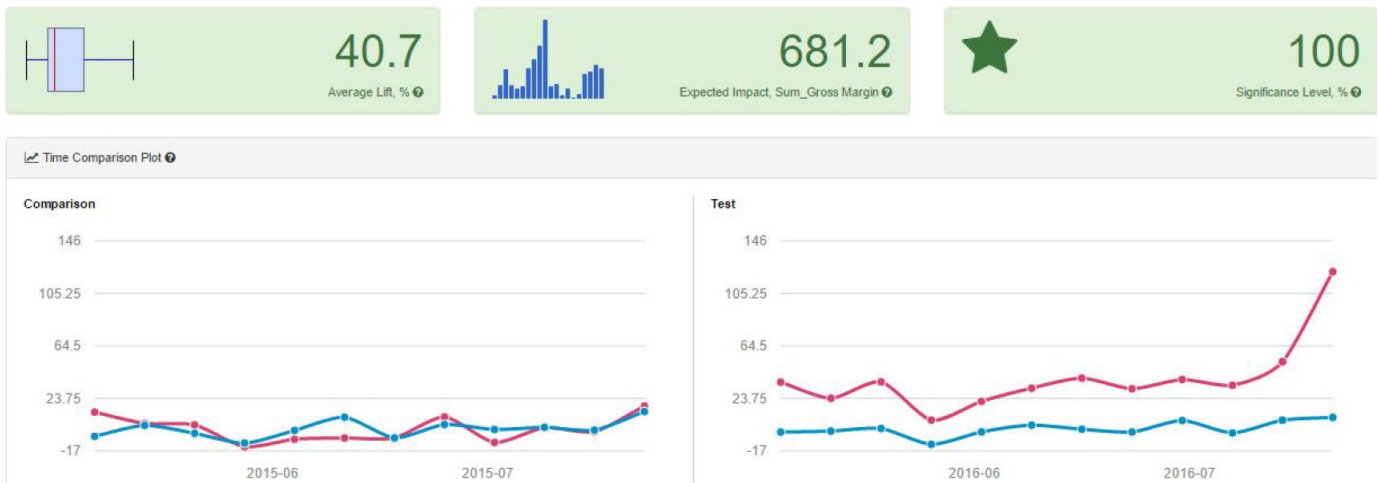 40.7
Average Lift, %
681.2
Expected Impact, Sum_Gross Margin
100
Significance Level, %
Time Comparison Plot
Comparison
146
105.25
64.5
23.75
-17
2015-06 2015-07
Test
146
105.25
64.5
23.75
-17
2016-06 2016-07